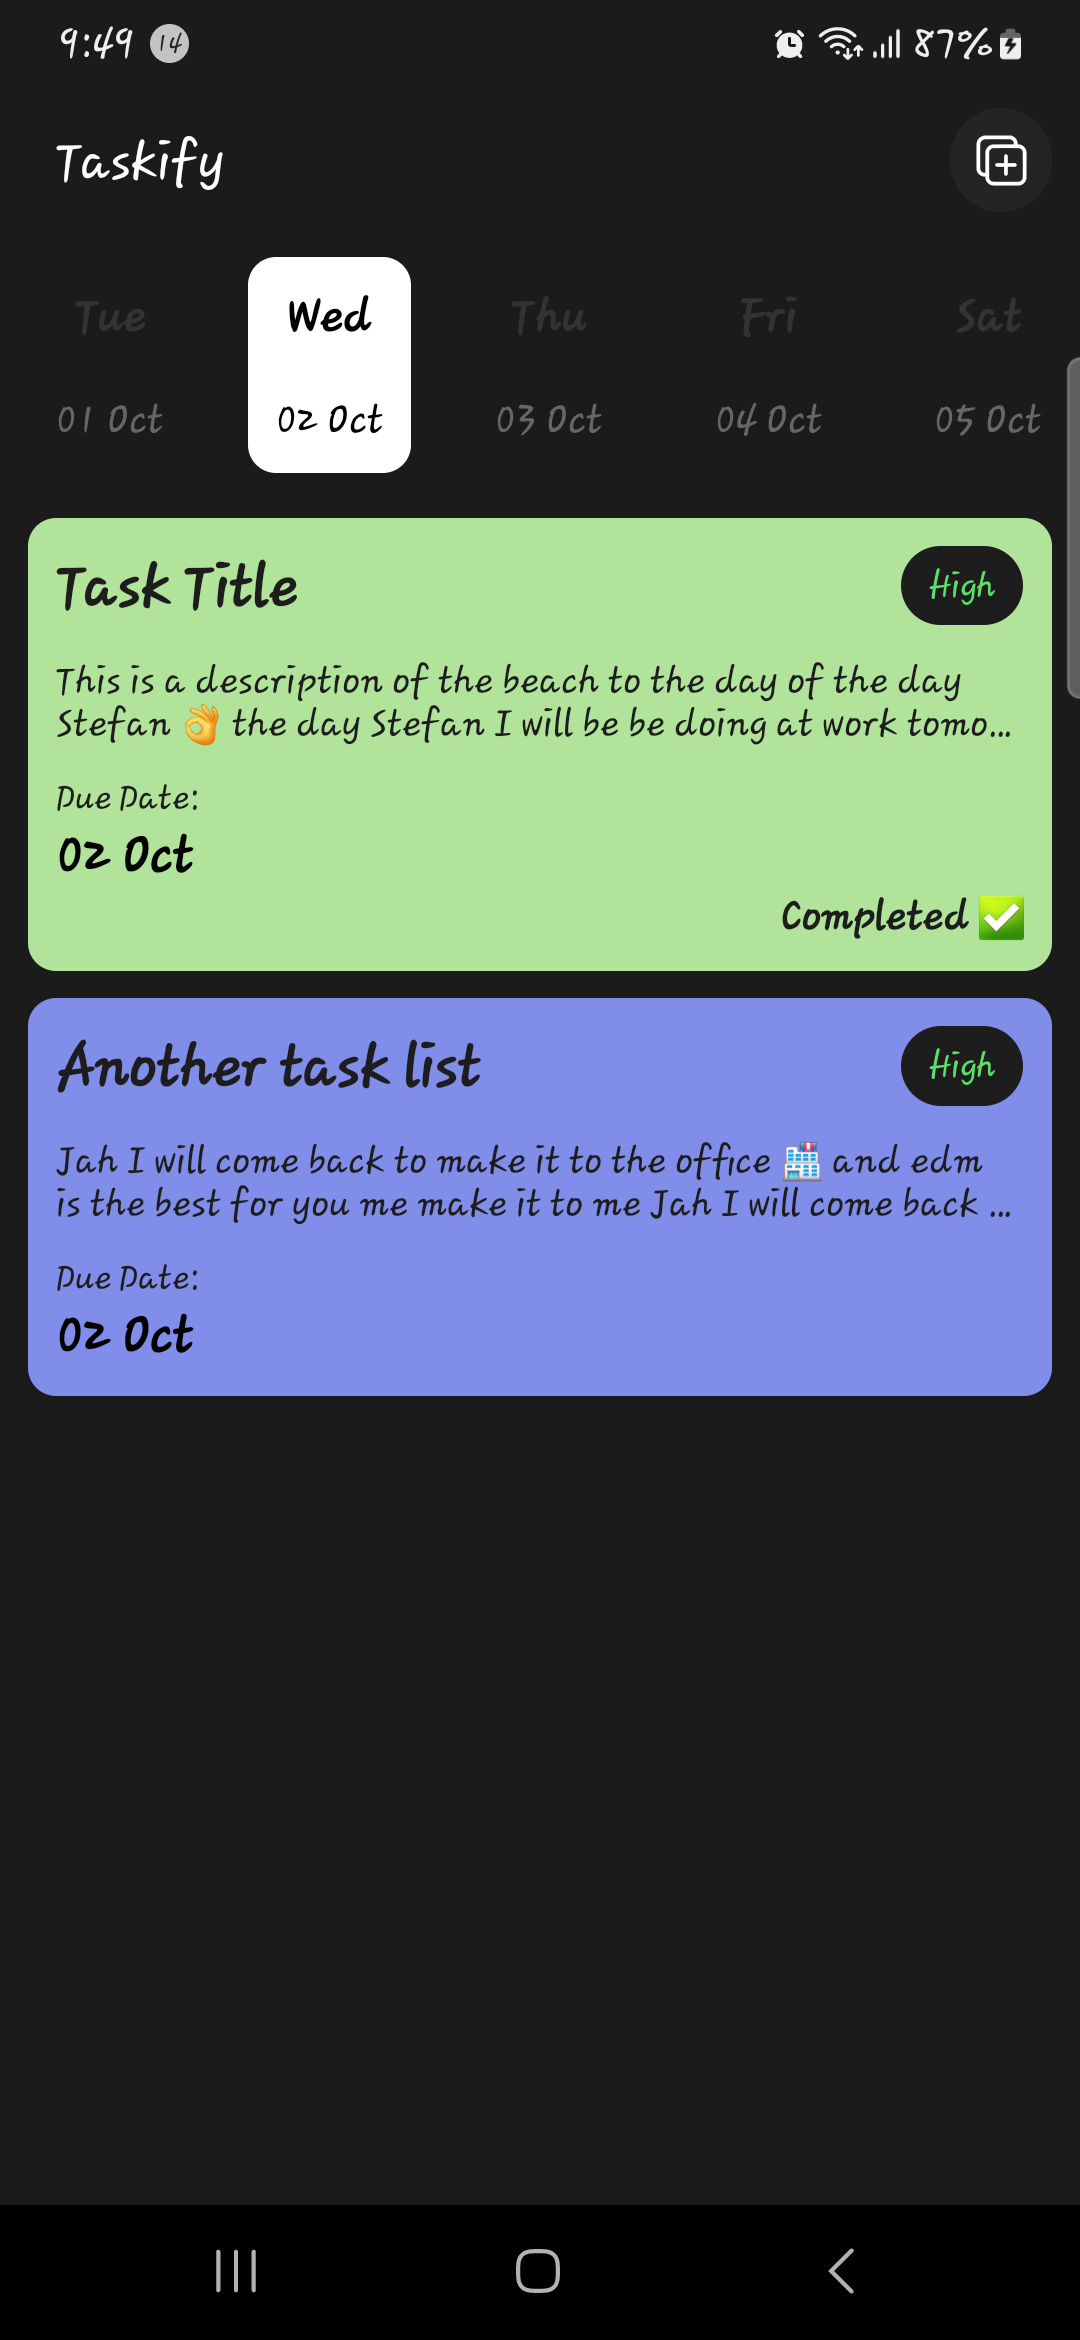 9:49 14 87%
Taskify
Tue Wed Thu Fri Sat
01 Oct 02 Oct 03 Oct 04 Oct 05 Oct
Task Title High
This is a description of the beach to the day of the day
Stefan 👌 the day Stefan I will be be doing at work tomo...
Due Date:
02 Oct
Completed ✅
Another task list High
Jah I will come back to make it to the office 🏪 and edm
is the best for you me make it to me Jah I will come back ...
Due Date:
02 Oct